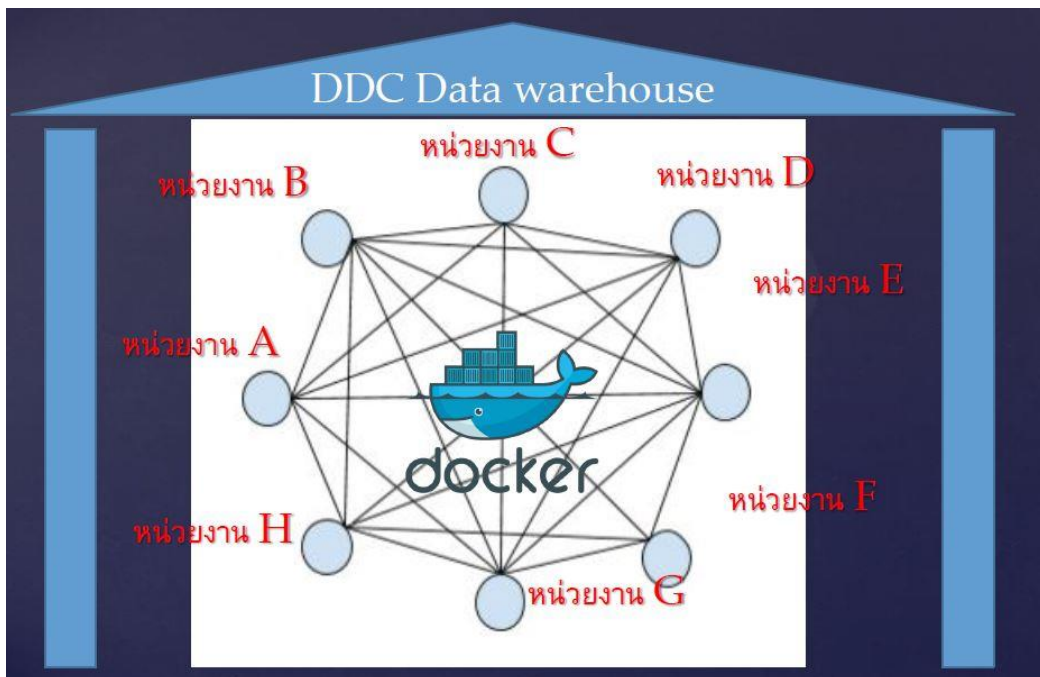 DDC Data warehouse
หน่วยงาน C
หน่วยงาน B
หน่วยงาน D
หน่วยงาน E
หน่วยงาน A
docker
หน่วยงาน F
หน่วยงาน H
หน่วยงาน G